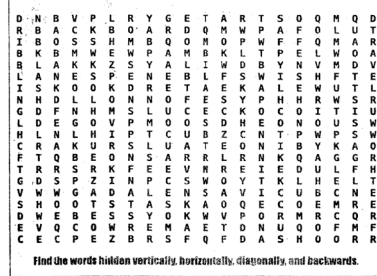 D N B V P L R Y G E T A R T S O Q M Q D
R B A C K B O A R D Q M W P A F O L U T
I B O S S H M B Q O M O P W F F Q M A R
B K B M W E W P A M B K L T P E L W O A
B L A K K Z S Y A L I W D B Y N V M D V
L A N E S P E N E B L F S W I S H F T E
I S K O O K D R E T A E K A L E W U T L
N H D L L O N N O F E S Y P H H R W S R
G D F N H M S L U C E C K O C O I T I U
L D E G O V P M O O S D H E D N O U S W
H L N L H I P T C U B Z C N T P W P S W
C R A K U R S L U A T E O N I B Y K A O
F T Q B E O N S A R R L R N K Q A G G R
T R R S R K F E E V N R E I E D U L F H
G D S P Z I N P C S W O Y T K L H E L T
V W W G A D A L E N S A V I C U B C N E
S H O O T S T A S K A O Q E C O E M R E
D W E B E S S Y O K W V P O R M R C Q R
E V Q C O W R E M A E T D N U Q O F M F
C E C P E Z B R S F Q F D A S H O O R R
Find the words hidden vertically, horizontally, diagonally, and backwards.